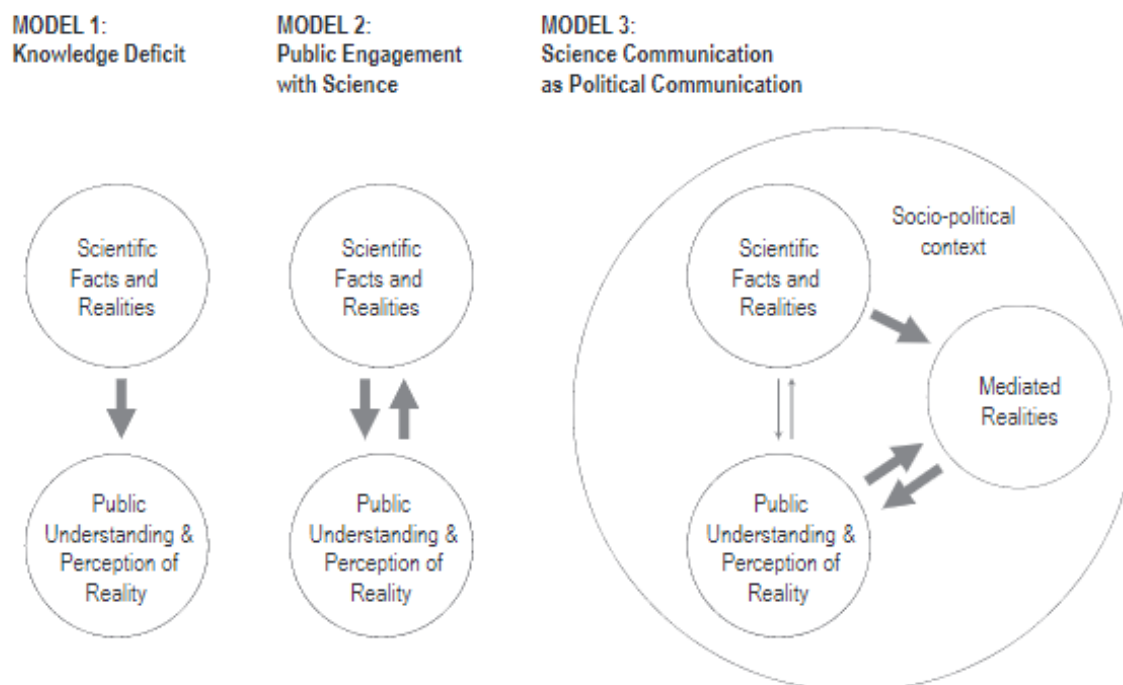 MODEL 1:
Knowledge Deficit
MODEL 2:
Public Engagement
with Science
MODEL 3:
Science Communication
as Political Communication
Scientific
Facts and
Realities
Public
Understanding &
Perception of
Reality
Scientific
Facts and
Realities
Public
Understanding &
Perception of
Reality
Socio-political
context
Scientific
Facts and
Realities
Mediated
Realities
Public
Understanding &
Perception of
Reality